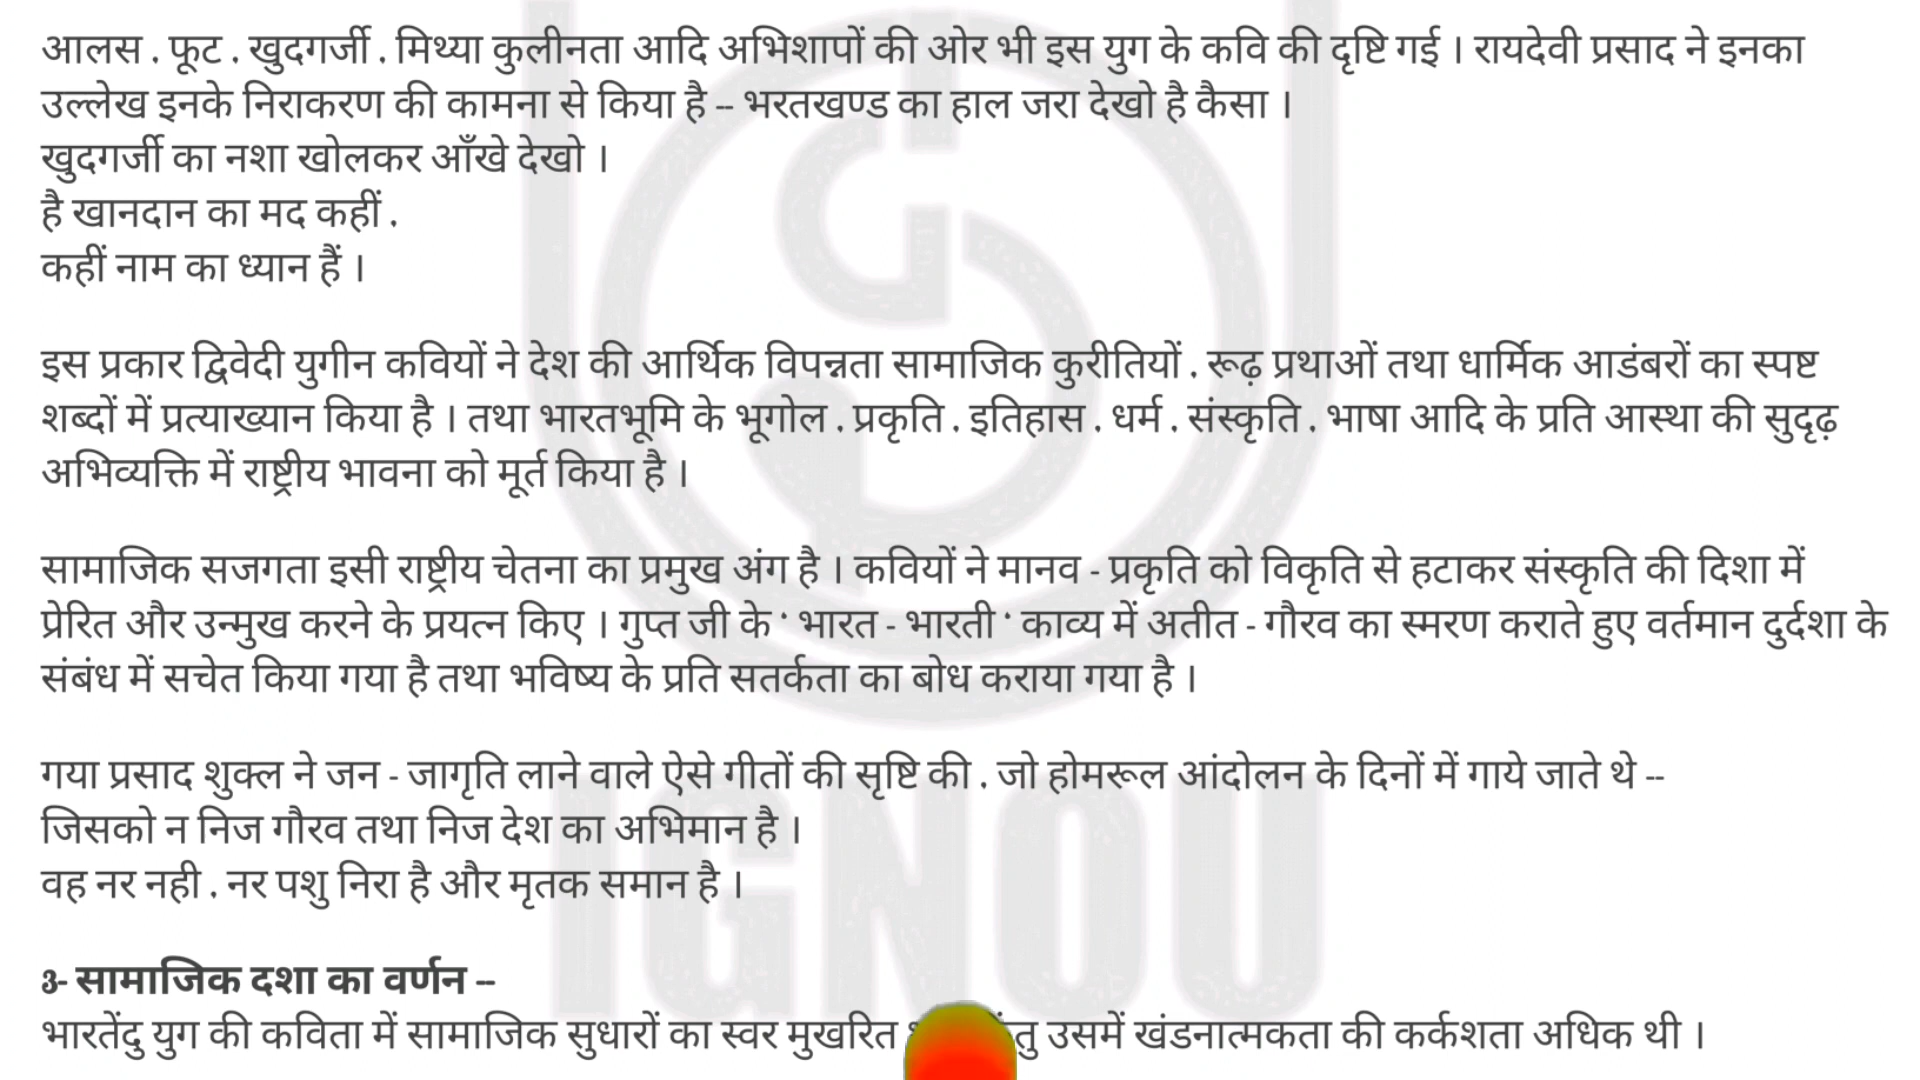 आलस . फूट . खुदगर्जी . मिथ्या कुलीनता आदि अभिशापों की ओर भी इस युग के कवि की दृष्टि गई । रायदेवी प्रसाद ने इनका
उल्लेख इनके निराकरण की कामना से किया है – भरतखण्ड का हाल जरा देखो है कैसा ।
खुदगर्जी का नशा खोलकर आँखे देखो ।
है खानदान का मद कहीं .
कहीं नाम का ध्यान हैं ।
इस प्रकार द्विवेदी युगीन कवियों ने देश की आर्थिक विपन्नता सामाजिक कुरीतियों . रूढ़ प्रथाओं तथा धार्मिक आडंबरों का स्पष्ट
शब्दों में प्रत्याख्यान किया है । तथा भारतभूमि के भूगोल . प्रकृति . इतिहास . धर्म . संस्कृति . भाषा आदि के प्रति आस्था की सुदृढ़
अभिव्यक्ति में राष्ट्रीय भावना को मूर्त किया है ।
सामाजिक सजगता इसी राष्ट्रीय चेतना का प्रमुख अंग है । कवियों ने मानव - प्रकृति को विकृति से हटाकर संस्कृति की दिशा में
प्रेरित और उन्मुख करने के प्रयत्न किए । गुप्त जी के ' भारत - भारती ' काव्य में अतीत - गौरव का स्मरण कराते हुए वर्तमान दुर्दशा के
संबंध में सचेत किया गया है तथा भविष्य के प्रति सतर्कता का बोध कराया गया है ।
गया प्रसाद शुक्ल ने जन - जागृति लाने वाले ऐसे गीतों की सृष्टि की . जो होमरूल आंदोलन के दिनों में गाये जाते थे –
जिसको न निज गौरव तथा निज देश का अभिमान है ।
वह नर नही . नर पशु निरा है और मृतक समान है ।
IGNOU
3- सामाजिक दशा का वर्णन –
भारतेंदु युग की कविता में सामाजिक सुधारों का स्वर मुखरित उसमें खंडनात्मकता की कर्कशता अधिक थी ।